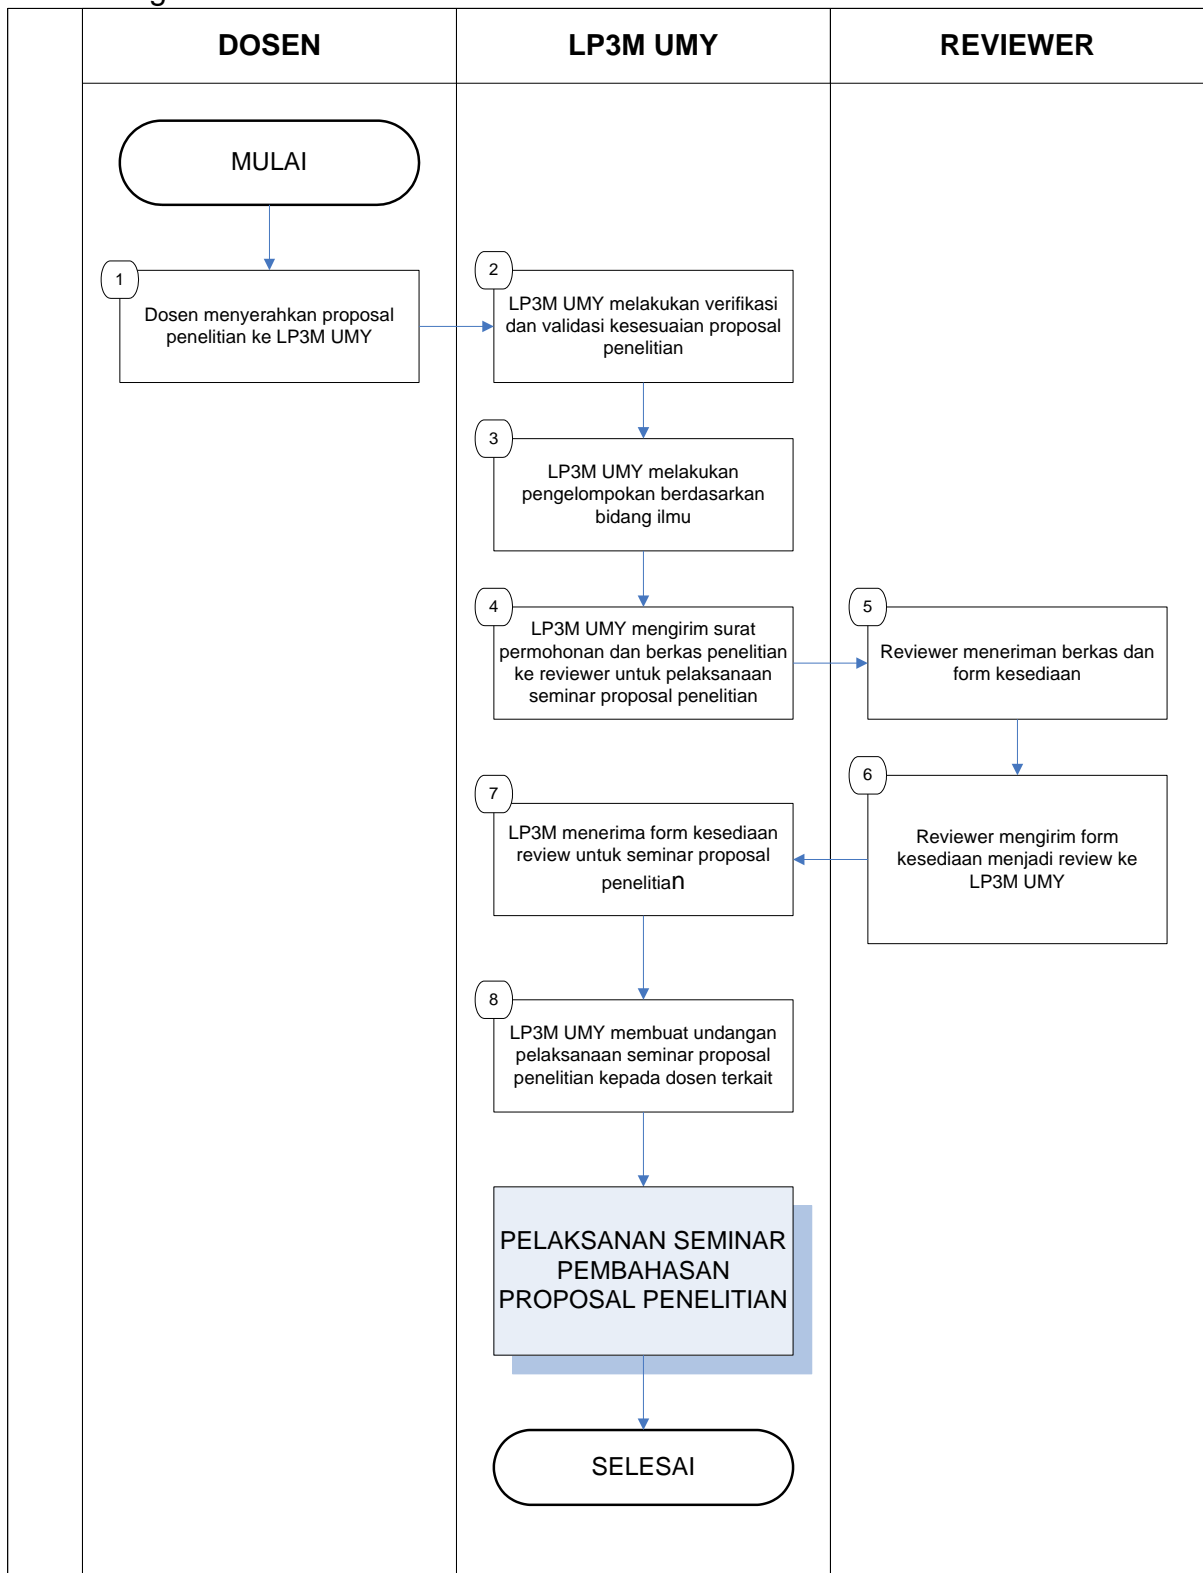 DOSEN
LP3M UMY
REVIEWER
MULAI
1
Dosen menyerahkan proposal
penelitian ke LP3M UMY
2
LP3M UMY melakukan verifikasi
dan validasi kesesuaian proposal
penelitian
3
LP3M UMY melakukan
pengelompokan berdasarkan
bidang ilmu
4
LP3M UMY mengirim surat
permohonan dan berkas penelitian
ke reviewer untuk pelaksanaan
seminar proposal penelitian
5
Reviewer meneriman berkas dan
form kesediaan
6
Reviewer mengirim form
kesediaan menjadi review ke
LP3M UMY
7
LP3M menerima form kesediaan
review untuk seminar proposal
penelitian
8
LP3M UMY membuat undangan
pelaksanaan seminar proposal
penelitian kepada dosen terkait
PELAKSANAN SEMINAR
PEMBAHASAN
PROPOSAL PENELITIAN
SELESAI